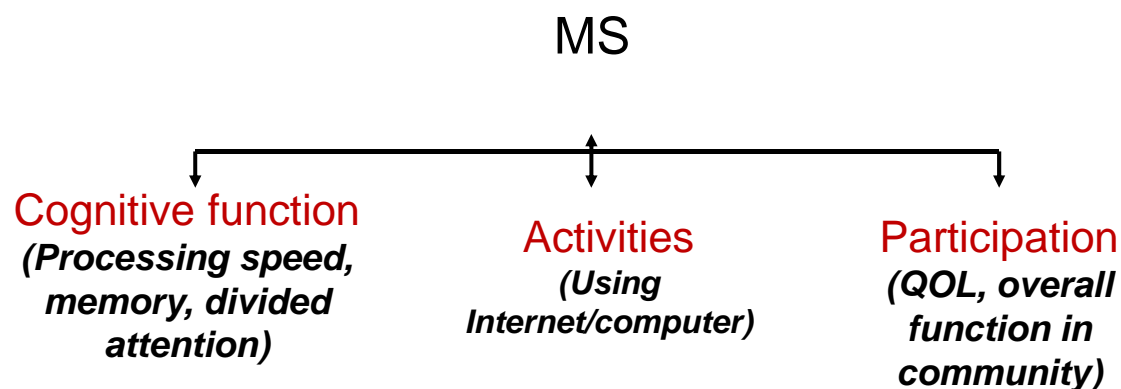 MS
Cognitive function
(Processing speed,
memory, divided
attention)
Activities
(Using
Internet/computer)
Participation
(QOL, overall
function in
community)